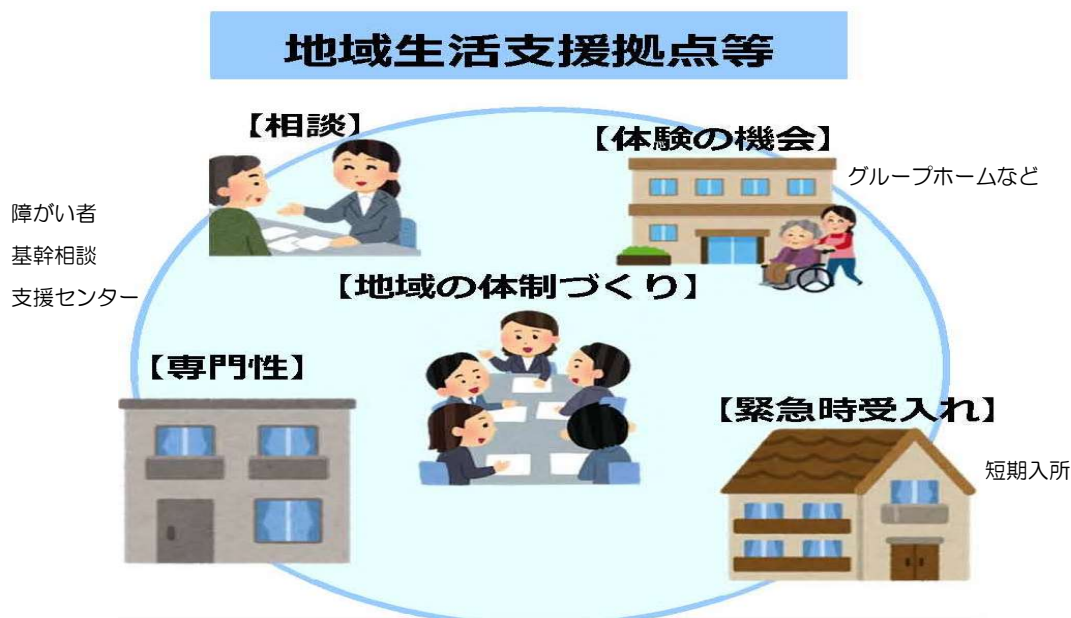 地域生活支援拠点等
【相談】
【体験の機会】
グループホームなど
障がい者
基幹相談
支援センター
【地域の体制づくり】
【専門性】
【緊急時受入れ】
短期入所